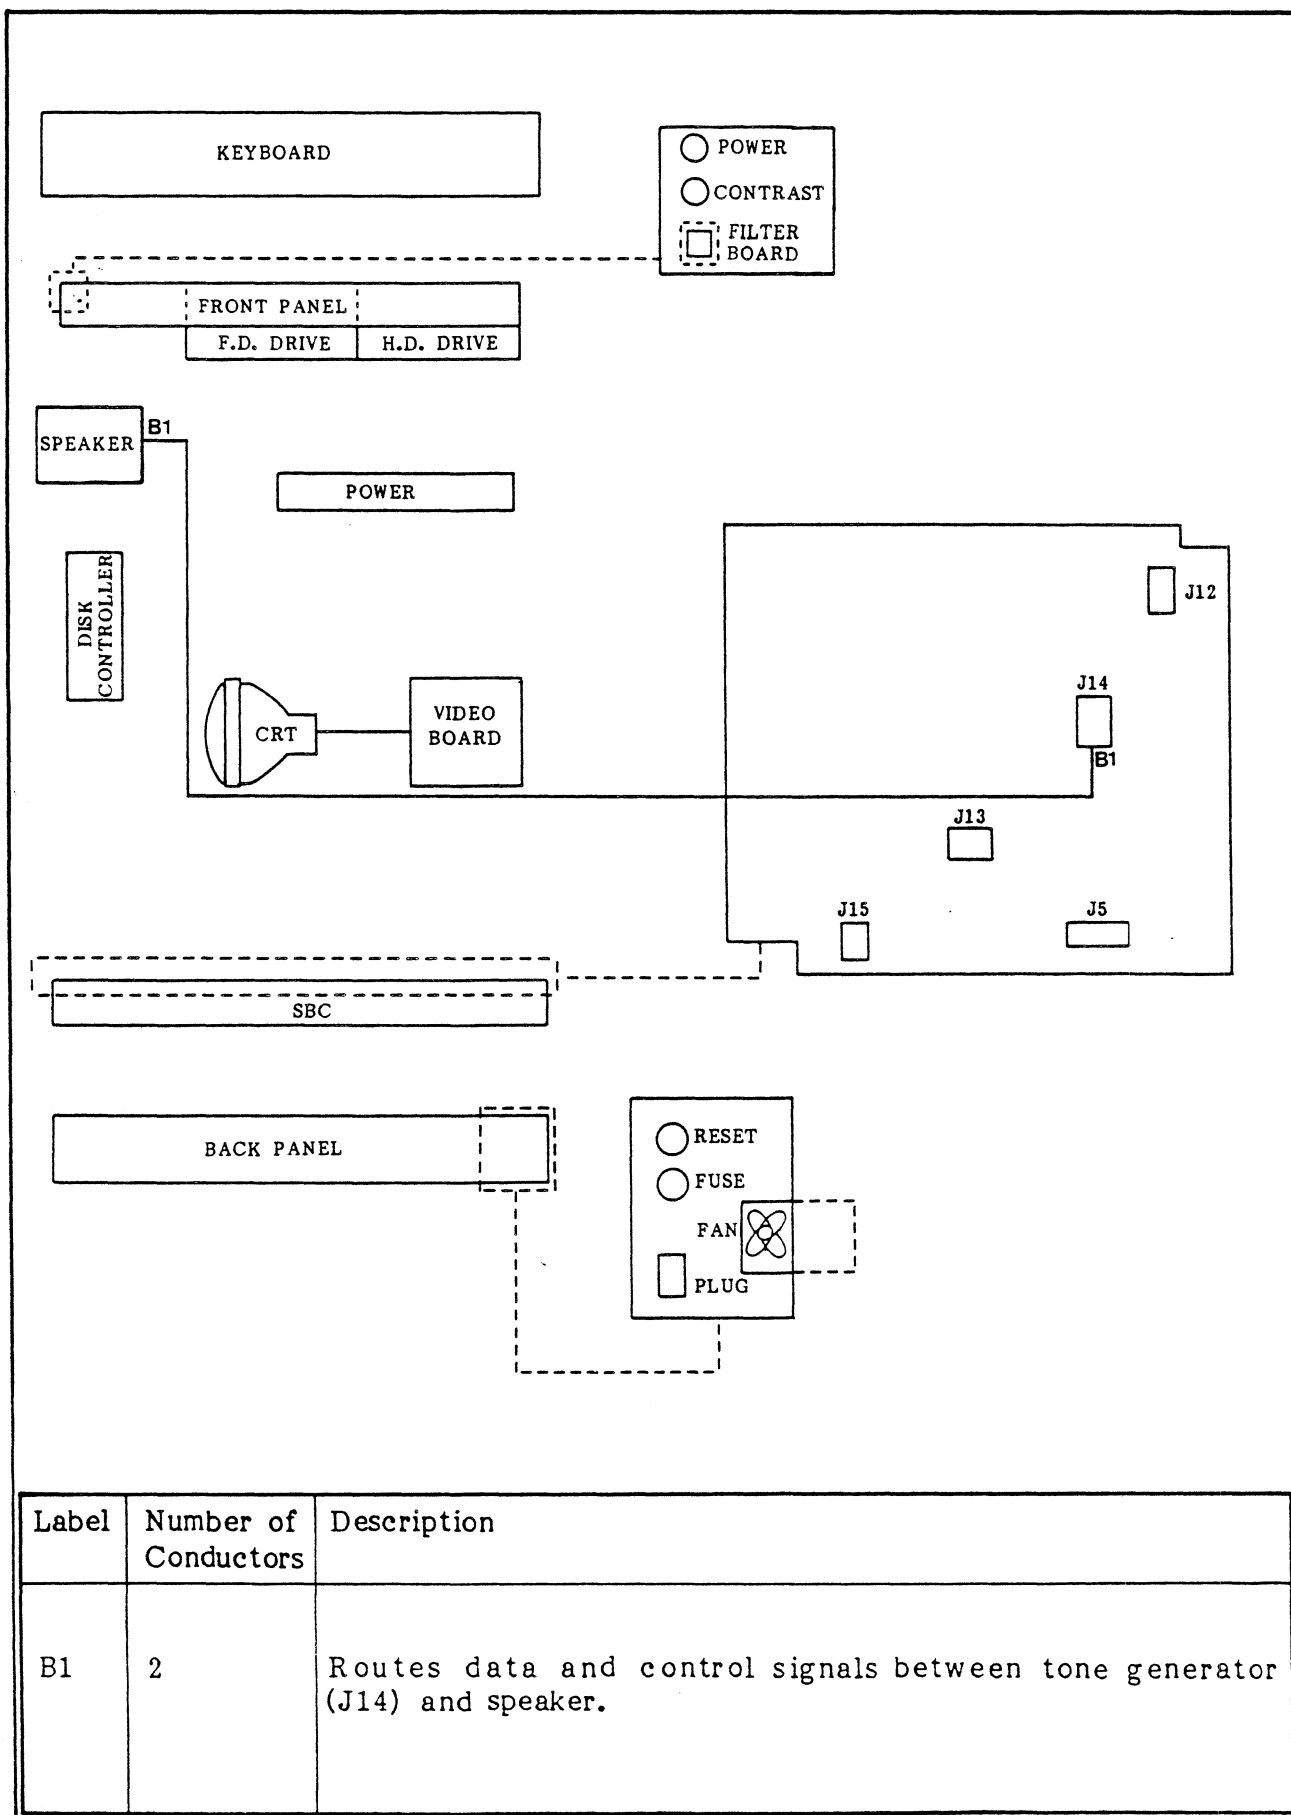 KEYBOARD
POWER
CONTRAST
FILTER
BOARD
FRONT PANEL
F.D. DRIVE
H.D. DRIVE
SPEAKER
B1
POWER
DISK
CONTROLLER
CRT
VIDEO
BOARD
J12
J14
B1
J13
J15
J5
SBC
BACK PANEL
RESET
FUSE
FAN
PLUG
Label
Number of
Conductors
Description
B1
2
Routes data and control signals between tone generator
(J14) and speaker.